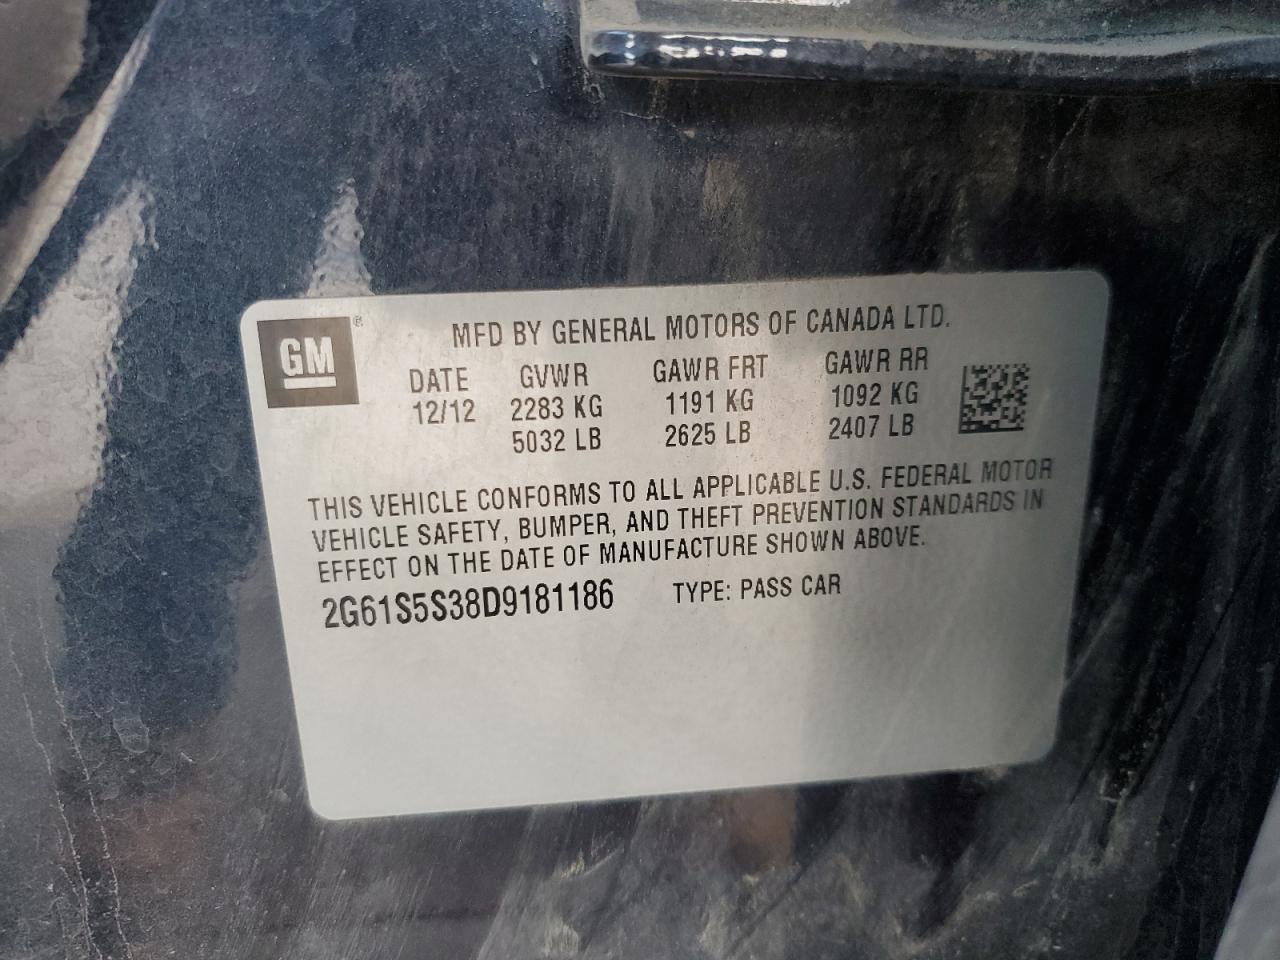 GM ®
MFD BY GENERAL MOTORS OF CANADA LTD.
DATE GVWR GAWR FRT GAWR RR
12/12 2283 KG 1191 KG 1092 KG
5032 LB 2625 LB 2407 LB
THIS VEHICLE CONFORMS TO ALL APPLICABLE U.S. FEDERAL MOTOR
VEHICLE SAFETY, BUMPER, AND THEFT PREVENTION STANDARDS IN
EFFECT ON THE DATE OF MANUFACTURE SHOWN ABOVE.
2G61S5S38D9181186 TYPE: PASS CAR